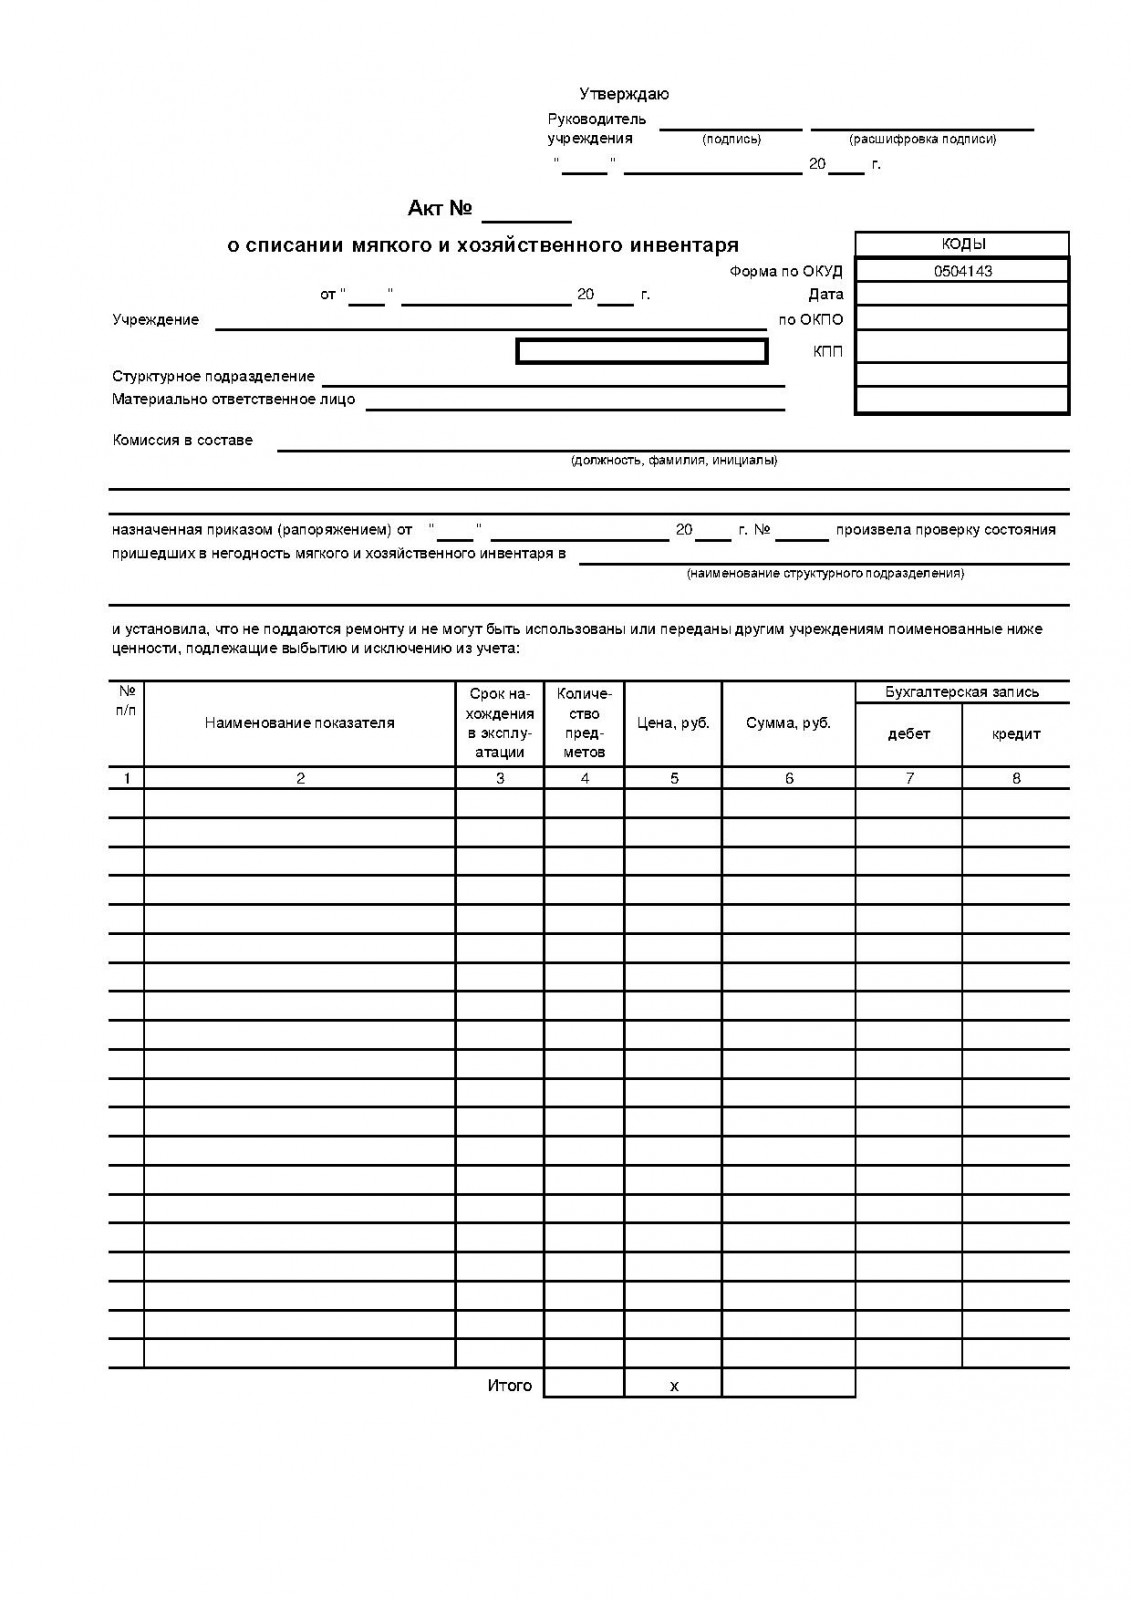 Утверждаю
Руководитель
учреждения
(подпись) (расшифровка подписи)
" " 20 г.
Акт №
о списании мягкого и хозяйственного инвентаря
КОДЫ
Форма по ОКУД 0504143
от " " 20 г. Дата
Учреждение по ОКПО
КПП
Стурктурное подразделение
Материально ответственное лицо
Комиссия в составе
(должность, фамилия, инициалы)
назначенная приказом (рапоряжением) от " " 20 г. № произвела проверку состояния
пришедших в негодность мягкого и хозяйственного инвентаря в
(наименование структурного подразделения)
и установила, что не поддаются ремонту и не могут быть использованы или переданы другим учреждениям поименованные ниже
ценности, подлежащие выбытию и исключению из учета:
№
п/п
Наименование показателя
Срок на-
хождения
в эксплу-
атации
Количе-
ство
пред-
метов
Цена, руб.
Сумма, руб.
Бухгалтерская запись
дебет кредит
1 2 3 4 5 6 7 8
Итого х